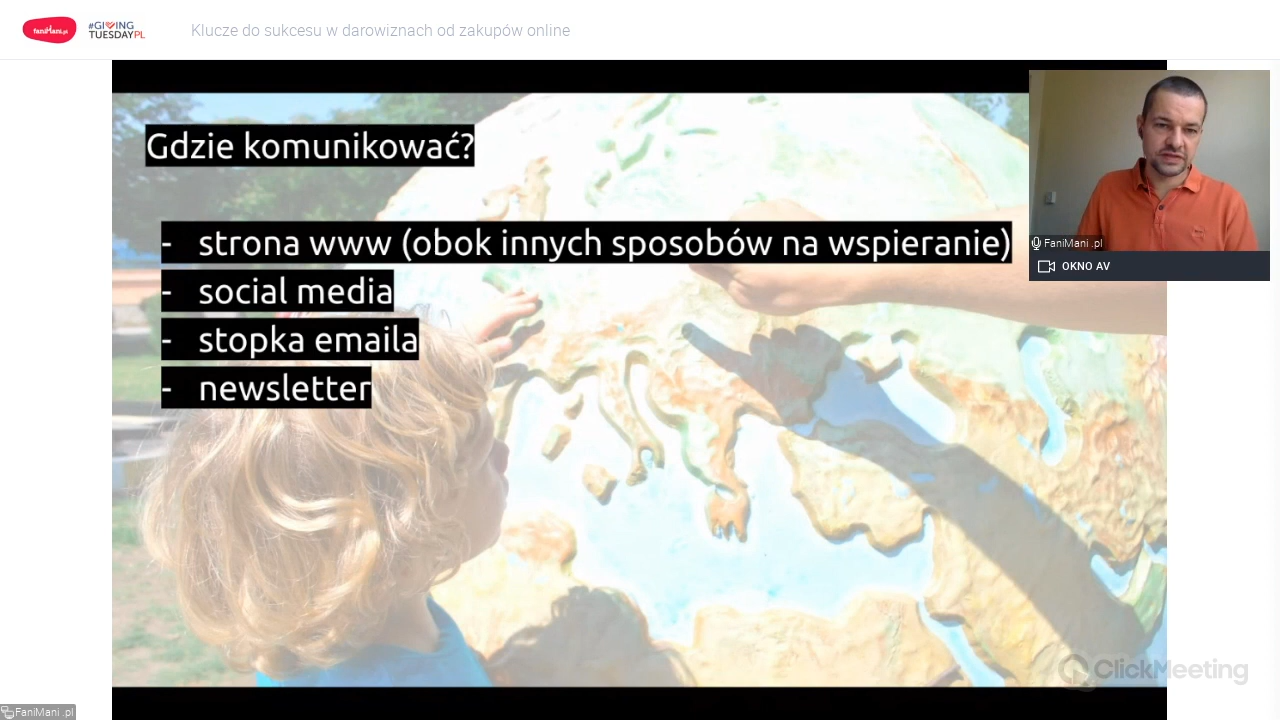 faniMani.pl
#GIVING
TUESDAYPL
Klucze do sukcesu w darowiznach od zakupów online
Gdzie komunikować?
- strona www (obok innych sposobów na wspieranie)
- social media
- stopka emaila
- newsletter
FaniMani .pl
OKNO AV
ClickMeeting
FaniMani .pl